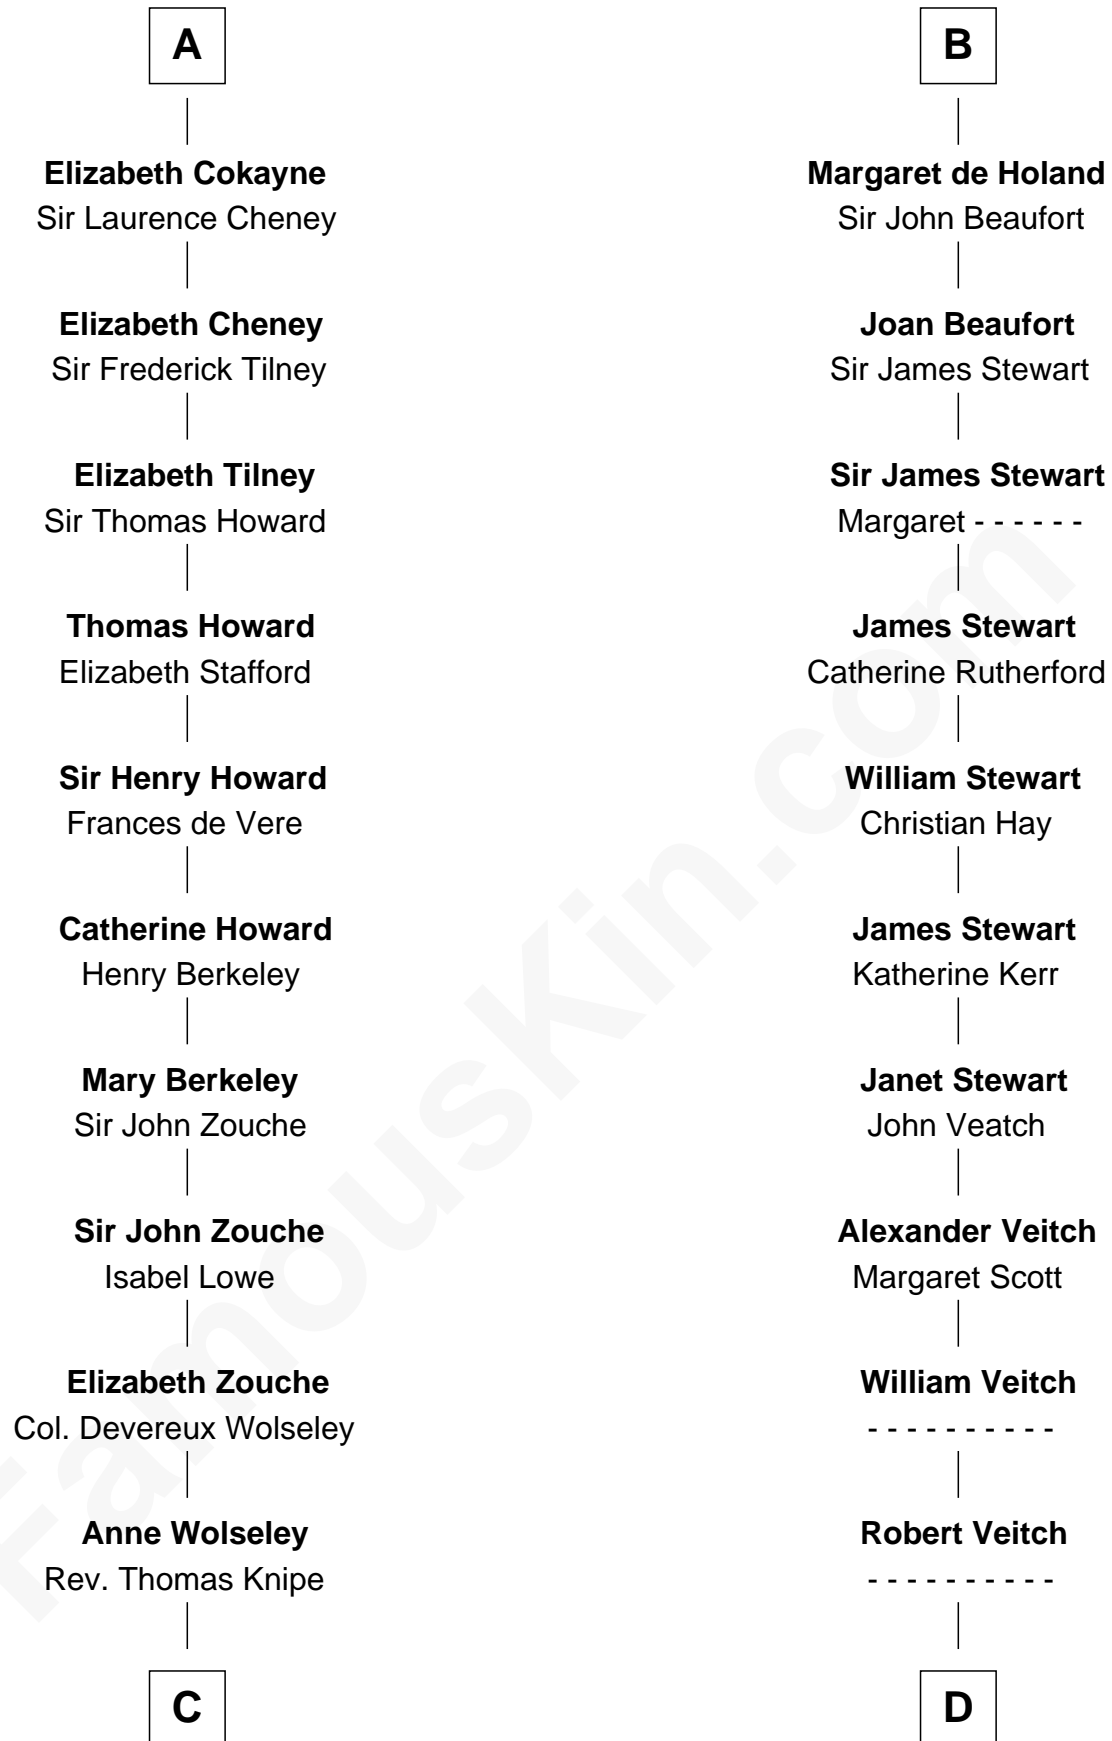 A
Elizabeth Cokayne
Sir Laurence Cheney
Elizabeth Cheney
Sir Frederick Tilney
Elizabeth Tilney
Sir Thomas Howard
Thomas Howard
Elizabeth Stafford
Sir Henry Howard
Frances de Vere
Catherine Howard
Henry Berkeley
Mary Berkeley
Sir John Zouche
Sir John Zouche
Isabel Lowe
Elizabeth Zouche
Col. Devereux Wolseley
Anne Wolseley
Rev. Thomas Knipe
C
B
Margaret de Holand
Sir John Beaufort
Joan Beaufort
Sir James Stewart
Sir James Stewart
Margaret - - - - - -
James Stewart
Catherine Rutherford
William Stewart
Christian Hay
James Stewart
Katherine Kerr
Janet Stewart
John Veatch
Alexander Veitch
Margaret Scott
William Veitch
- - - - - - - - - -
Robert Veitch
- - - - - - - - - -
D
FamousKin.com